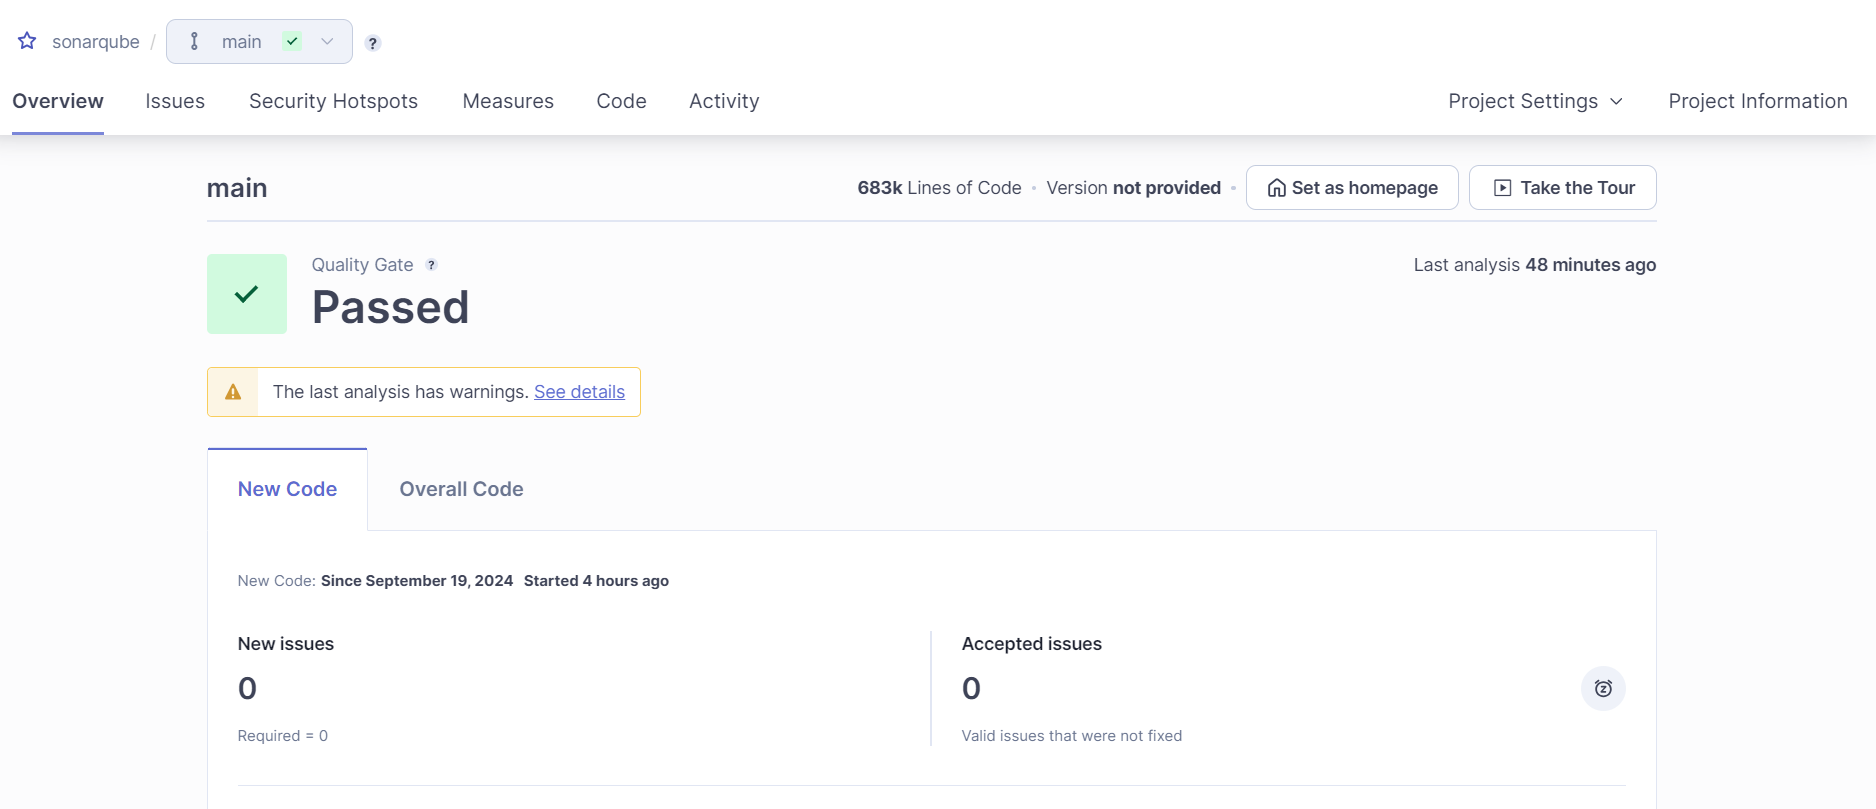 sonarqube / main ?
Overview Issues Security Hotspots Measures Code Activity Project Settings Project Information
main 683k Lines of Code • Version not provided • Set as homepage Take the Tour
Quality Gate ? Last analysis 48 minutes ago
Passed
The last analysis has warnings. See details
New Code Overall Code
New Code: Since September 19, 2024 Started 4 hours ago
New issues Accepted issues
0 0
Required = 0 Valid issues that were not fixed